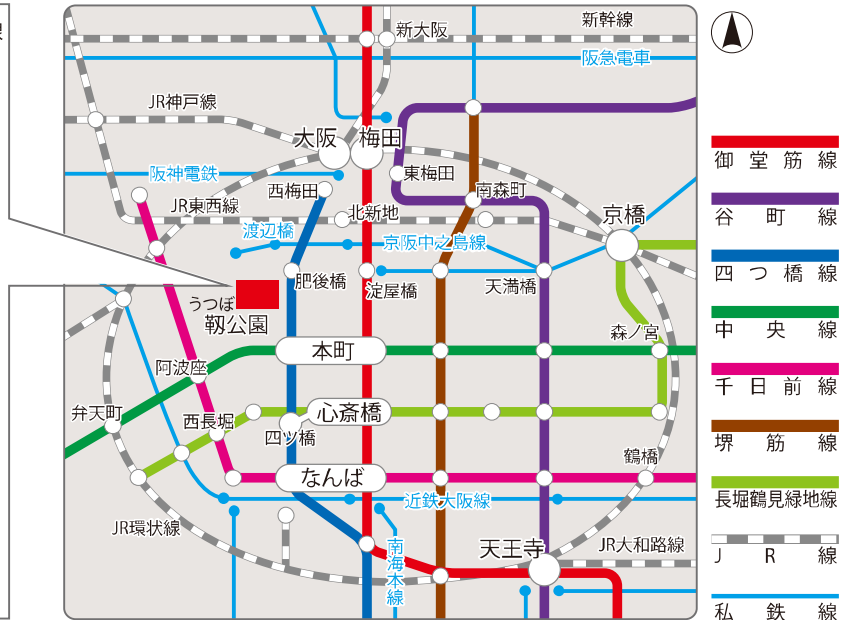 線
新幹線
新大阪
阪急電車
JR神戸線
大阪
梅田
阪神電鉄
東梅田
西梅田
南森町
JR東西線
北新地
京橋
渡辺橋
京阪中之島線
肥後橋
淀屋橋
天満橋
うつぼ
靱公園
森ノ宮
本町
阿波座
弁天町
西長堀
心斎橋
四ツ橋
鶴橋
なんば
近鉄大阪線
JR環状線
南海本線
天王寺
JR大和路線
御堂筋線
谷町線
四つ橋線
中央線
千日前線
堺筋線
長堀鶴見緑地線
JR線
私鉄線